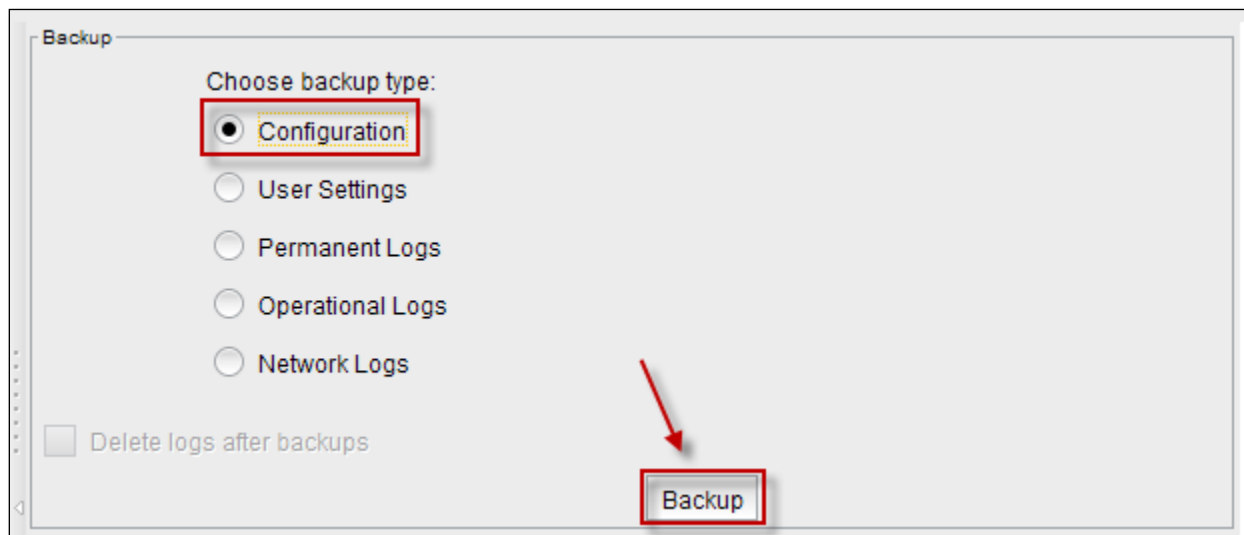 Backup
Choose backup type:
Configuration
User Settings
Permanent Logs
Operational Logs
Network Logs
Delete logs after backups
Backup